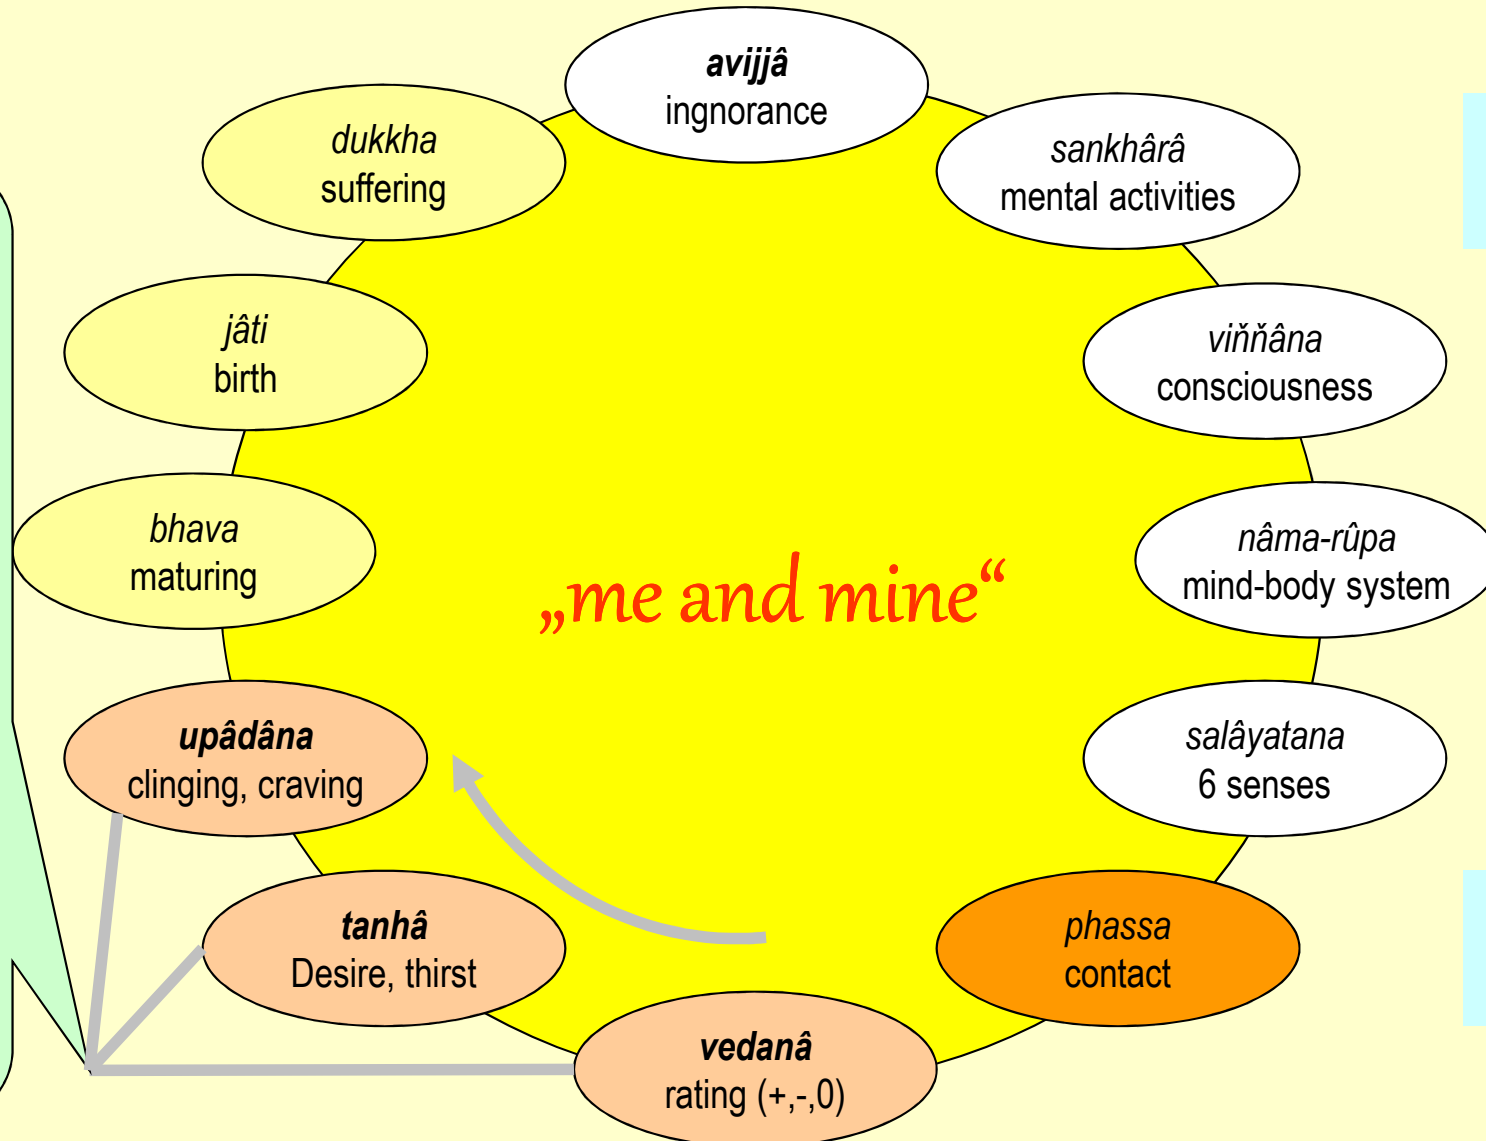 avijjâ
ingnorance
sankhârâ
mental activities
viňňâna
consciousness
nâma-rûpa
mind-body system
salâyatana
6 senses
phassa
contact
vedanâ
rating (+,-,0)
tanhâ
Desire, thirst
upâdâna
clinging, craving
bhava
maturing
jâti
birth
dukkha
suffering
„me and mine“